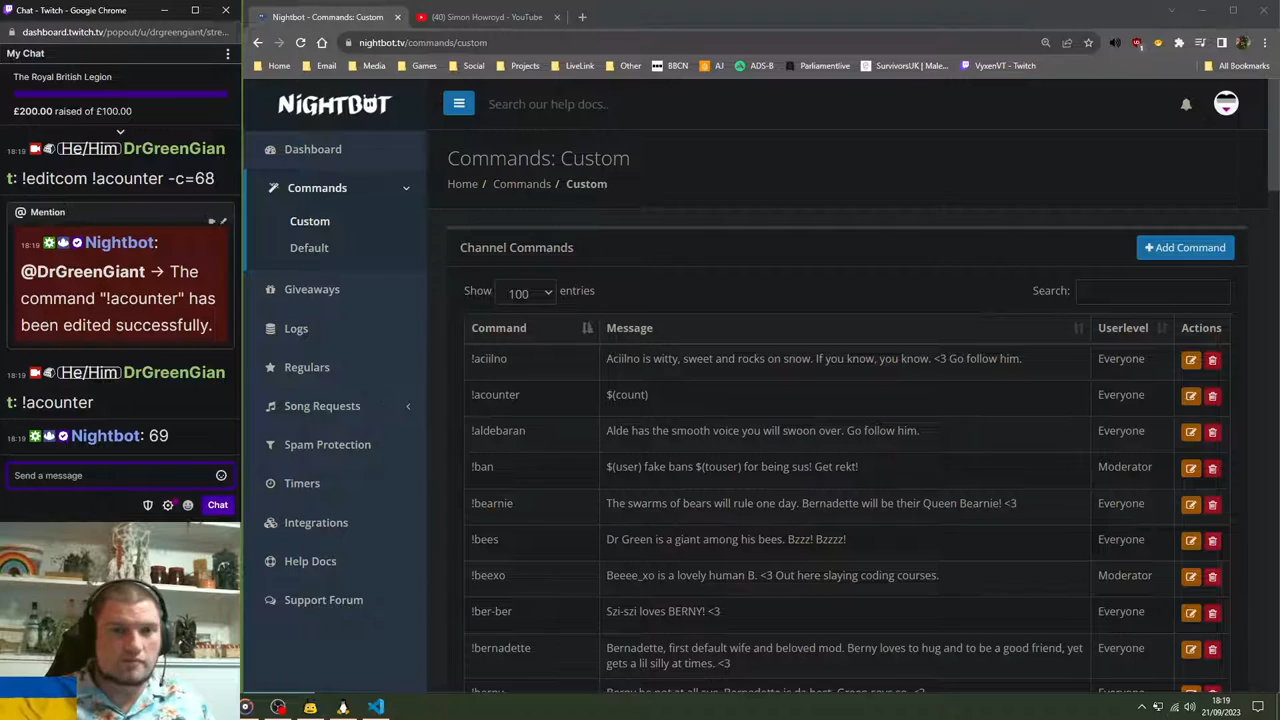 Chat - Twitch - Google Chrome
dashboard.twitch.tv/popout/u/drgreengiant/stre...
My Chat
The Royal British Legion
£200.00 raised of £100.00
18:19 He/Him DrGreenGian
t: !editcom !acounter -c=68
@ Mention
18:19 Nightbot:
@DrGreenGiant → The
command "!acounter" has
been edited successfully.
18:19 He/Him DrGreenGian
t: !acounter
18:19 Nightbot: 69
Send a message
Chat
Nightbot - Commands: Custom
(40) Simon Howroyd - YouTube
nightbot.tv/commands/custom
Home
Email
Media
Games
Social
Projects
LiveLink
Other
BBCN
AJ
ADS-B
Parliamentlive
SurvivorsUK | Male...
VyxenVT - Twitch
All Bookmarks
NIGHTBOT
Search our help docs..
Dashboard
Commands
Custom
Default
Giveaways
Logs
Regulars
Song Requests
Spam Protection
Timers
Integrations
Help Docs
Support Forum
Commands: Custom
Home / Commands / Custom
Channel Commands
Add Command
Show 100 entries
Search:
Command Message Userlevel Actions
!aciilno Aciilno is witty, sweet and rocks on snow. If you know, you know. <3 Go follow him. Everyone
!acounter $(count) Everyone
!aldebaran Alde has the smooth voice you will swoon over. Go follow him. Everyone
!ban $(user) fake bans $(touser) for being sus! Get rekt! Moderator
!bearnie The swarms of bears will rule one day. Bernadette will be their Queen Bearnie! <3 Everyone
!bees Dr Green is a giant among his bees. Bzzz! Bzzzz! Everyone
!beexo Beeee_xo is a lovely human B. <3 Out here slaying coding courses. Moderator
!ber-ber Szi-szi loves BERNY! <3 Everyone
!bernadette Bernadette, first default wife and beloved mod. Berny loves to hug and to be a good friend, yet Everyone
gets a lil silly at times. <3
18:19
21/09/2023